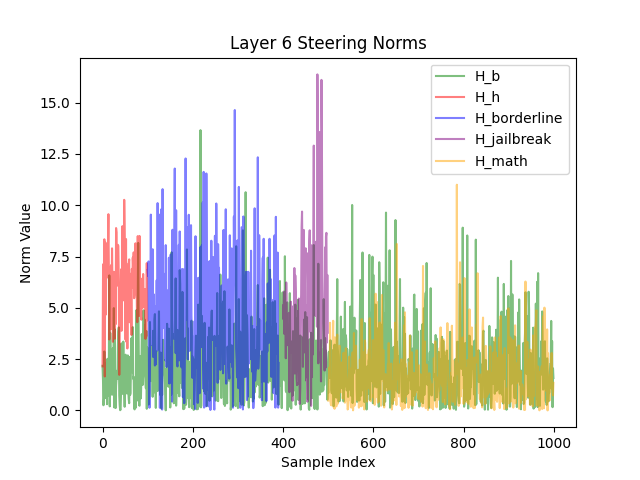 Layer 6 Steering Norms
H_b
H_h
H_borderline
H_jailbreak
H_math
Norm Value
15.0
12.5
10.0
7.5
5.0
2.5
0.0
0
200
400
600
800
1000
Sample Index